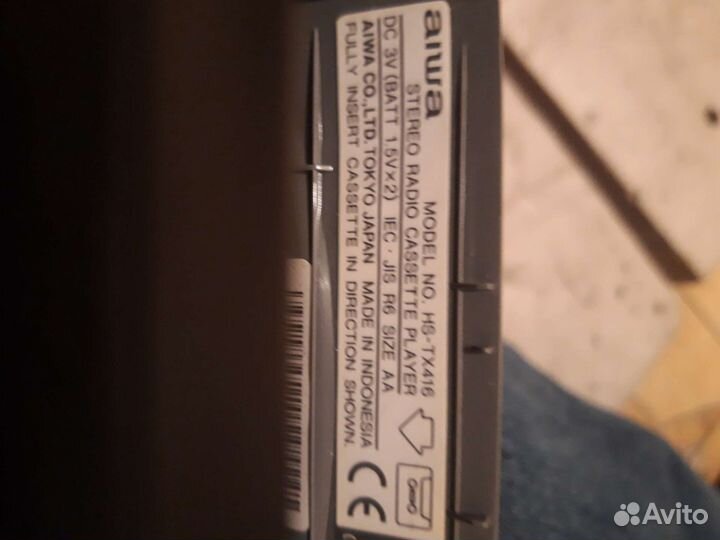 aiwa MODEL NO. HS-TX416
STEREO RADIO CASSETTE PLAYER
DC 3V (BATT 1.5V×2) IEC·JIS R6 SIZE AA
AIWA CO.,LTD. TOKYO JAPAN MADE IN INDONESIA
FULLY INSERT CASSETTE IN DIRECTION SHOWN.
CE
Avito